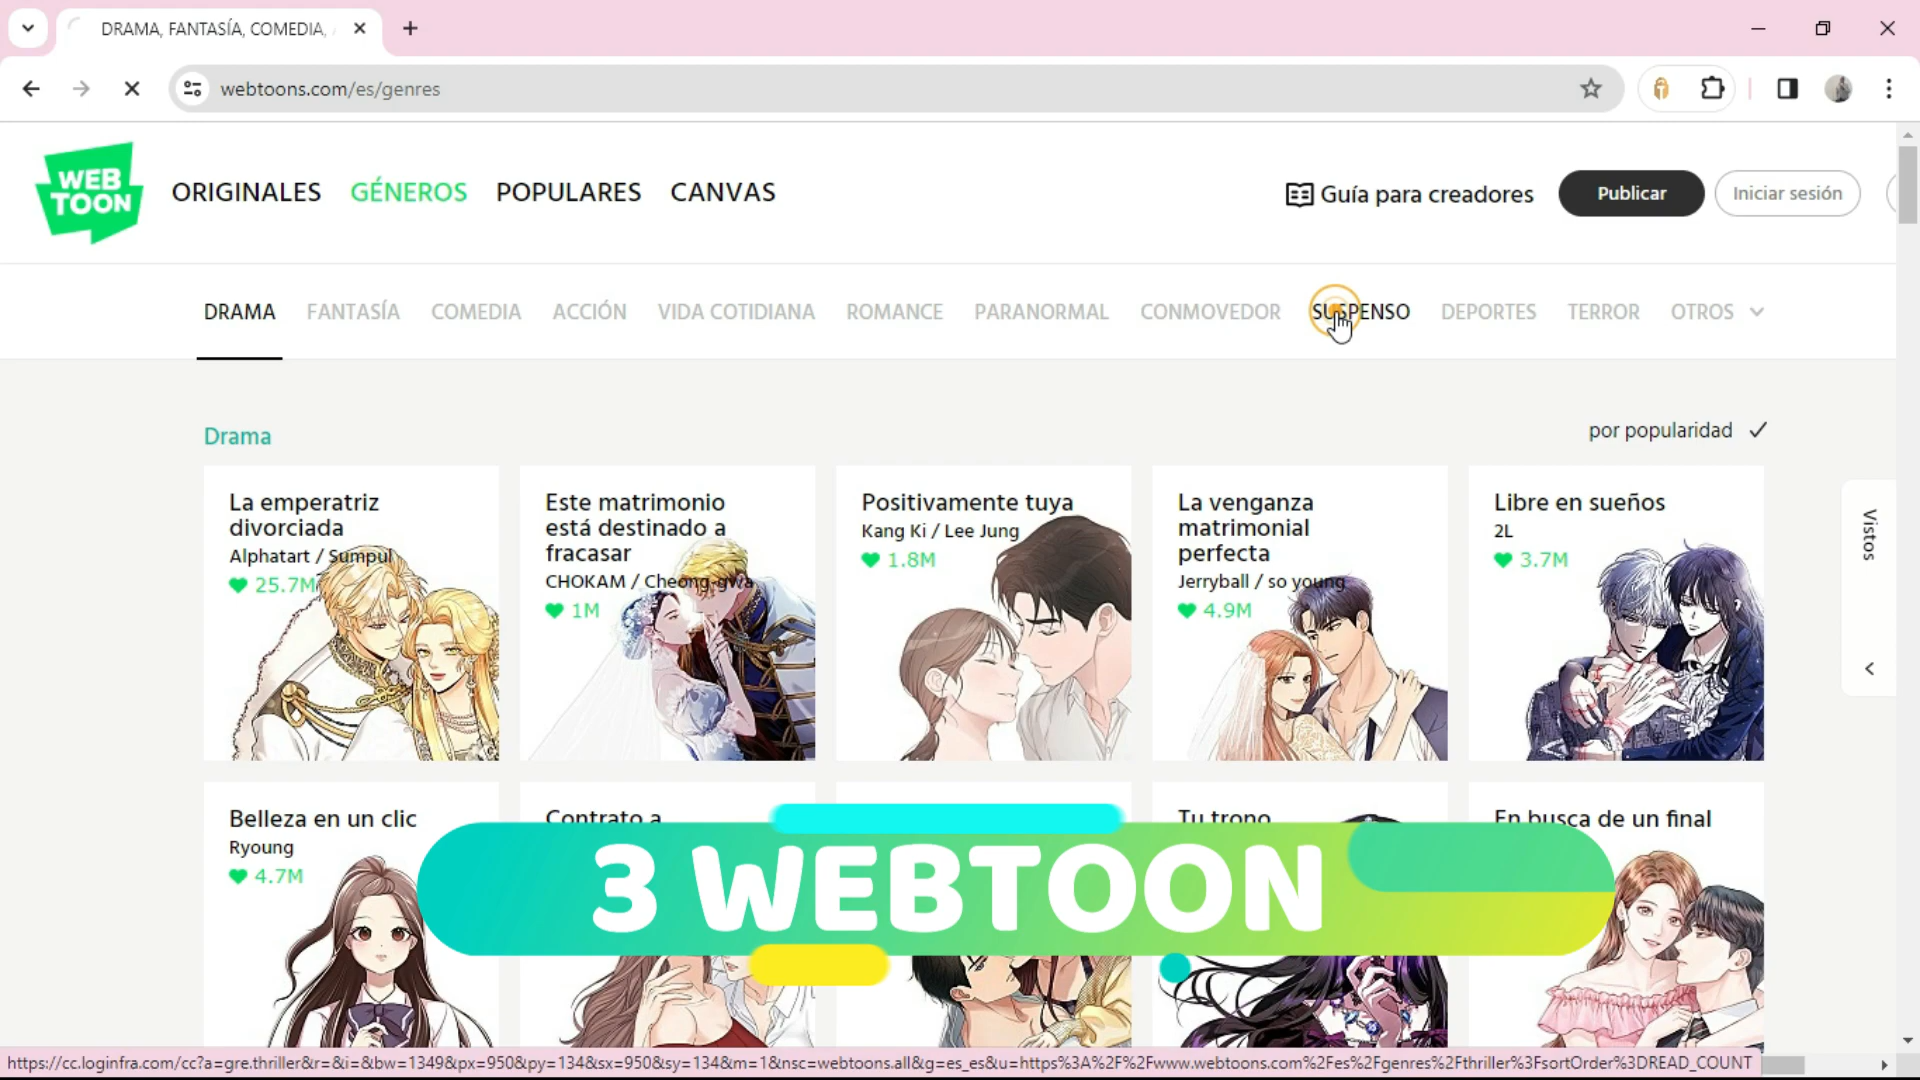 DRAMA, FANTASÍA, COMEDIA,
webtoons.com/es/genres
WEB
TOON
ORIGINALES GÉNEROS POPULARES CANVAS
Guía para creadores Publicar Iniciar sesión
DRAMA FANTASÍA COMEDIA ACCIÓN VIDA COTIDIANA ROMANCE PARANORMAL CONMOVEDOR SUSPENSO DEPORTES TERROR OTROS
Drama
por popularidad
La emperatriz
divorciada
Alphatart / Sumpul
25.7M
Este matrimonio
está destinado a
fracasar
CHOKAM / Cheong-gwa
1M
Positivamente tuya
Kang Ki / Lee Jung
1.8M
La venganza
matrimonial
perfecta
Jerryball / so young
4.9M
Libre en sueños
2L
3.7M
Vistos
Belleza en un clic
Ryoung
4.7M
Contrato a
Tu trono
En busca de un final
3 WEBTOON
https://cc.loginfra.com/cc?a=gre.thriller&r=&i=&bw=1349&px=950&py=134&sx=950&sy=134&m=1&nsc=webtoons.all&g=es_es&u=https%3A%2F%2Fwww.webtoons.com%2Fes%2Fgenres%2Fthriller%3FsortOrder%3DREAD_COUNT